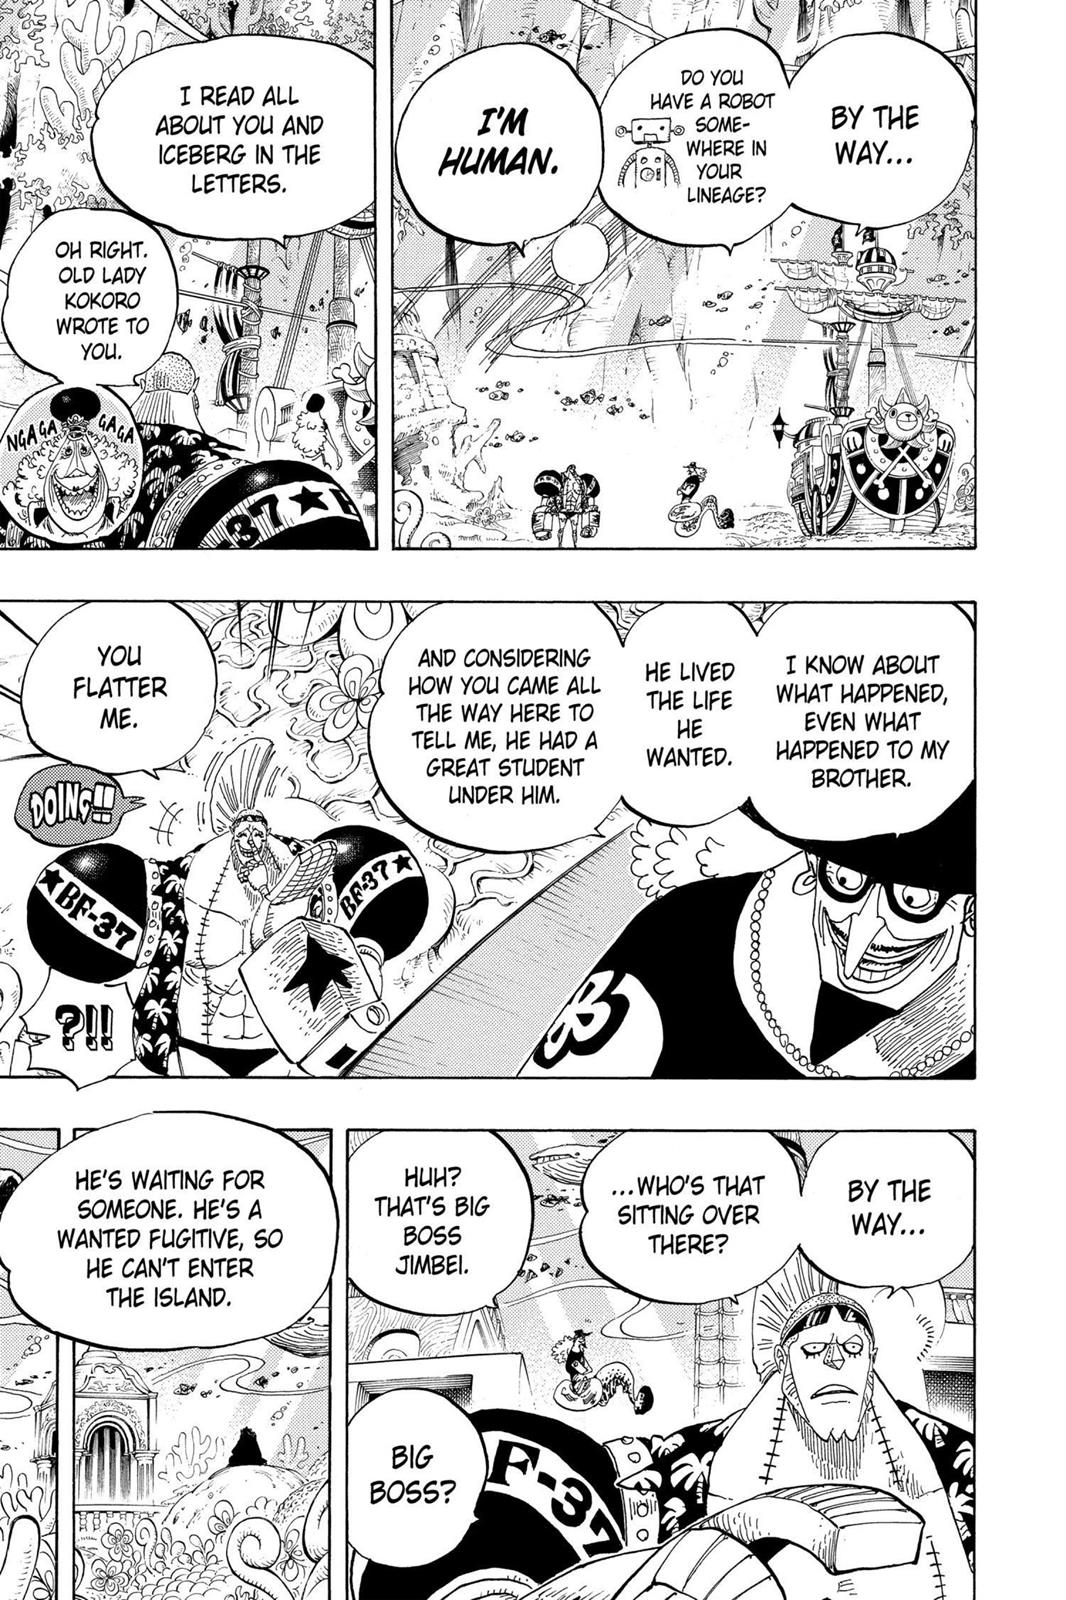 BY THE
WAY...
DO YOU
HAVE A ROBOT
SOME-
WHERE IN
YOUR
LINEAGE?
I'M
HUMAN.
I READ ALL
ABOUT YOU AND
ICEBERG IN THE
LETTERS.
OH RIGHT.
OLD LADY
KOKORO
WROTE TO
YOU.
NGAGA
GAGA
-37★B
I KNOW ABOUT
WHAT HAPPENED,
EVEN WHAT
HAPPENED TO MY
BROTHER.
HE LIVED
THE LIFE
HE
WANTED.
AND CONSIDERING
HOW YOU CAME ALL
THE WAY HERE TO
TELL ME, HE HAD A
GREAT STUDENT
UNDER HIM.
YOU
FLATTER
ME.
DOING!!
★BF-37
BF-37★
?!!
BY THE
WAY...
...WHO'S THAT
SITTING OVER
THERE?
HUH?
THAT'S BIG
BOSS
JIMBEI.
BIG
BOSS?
BF-37
HE'S WAITING FOR
SOMEONE. HE'S A
WANTED FUGITIVE, SO
HE CAN'T ENTER
THE ISLAND.